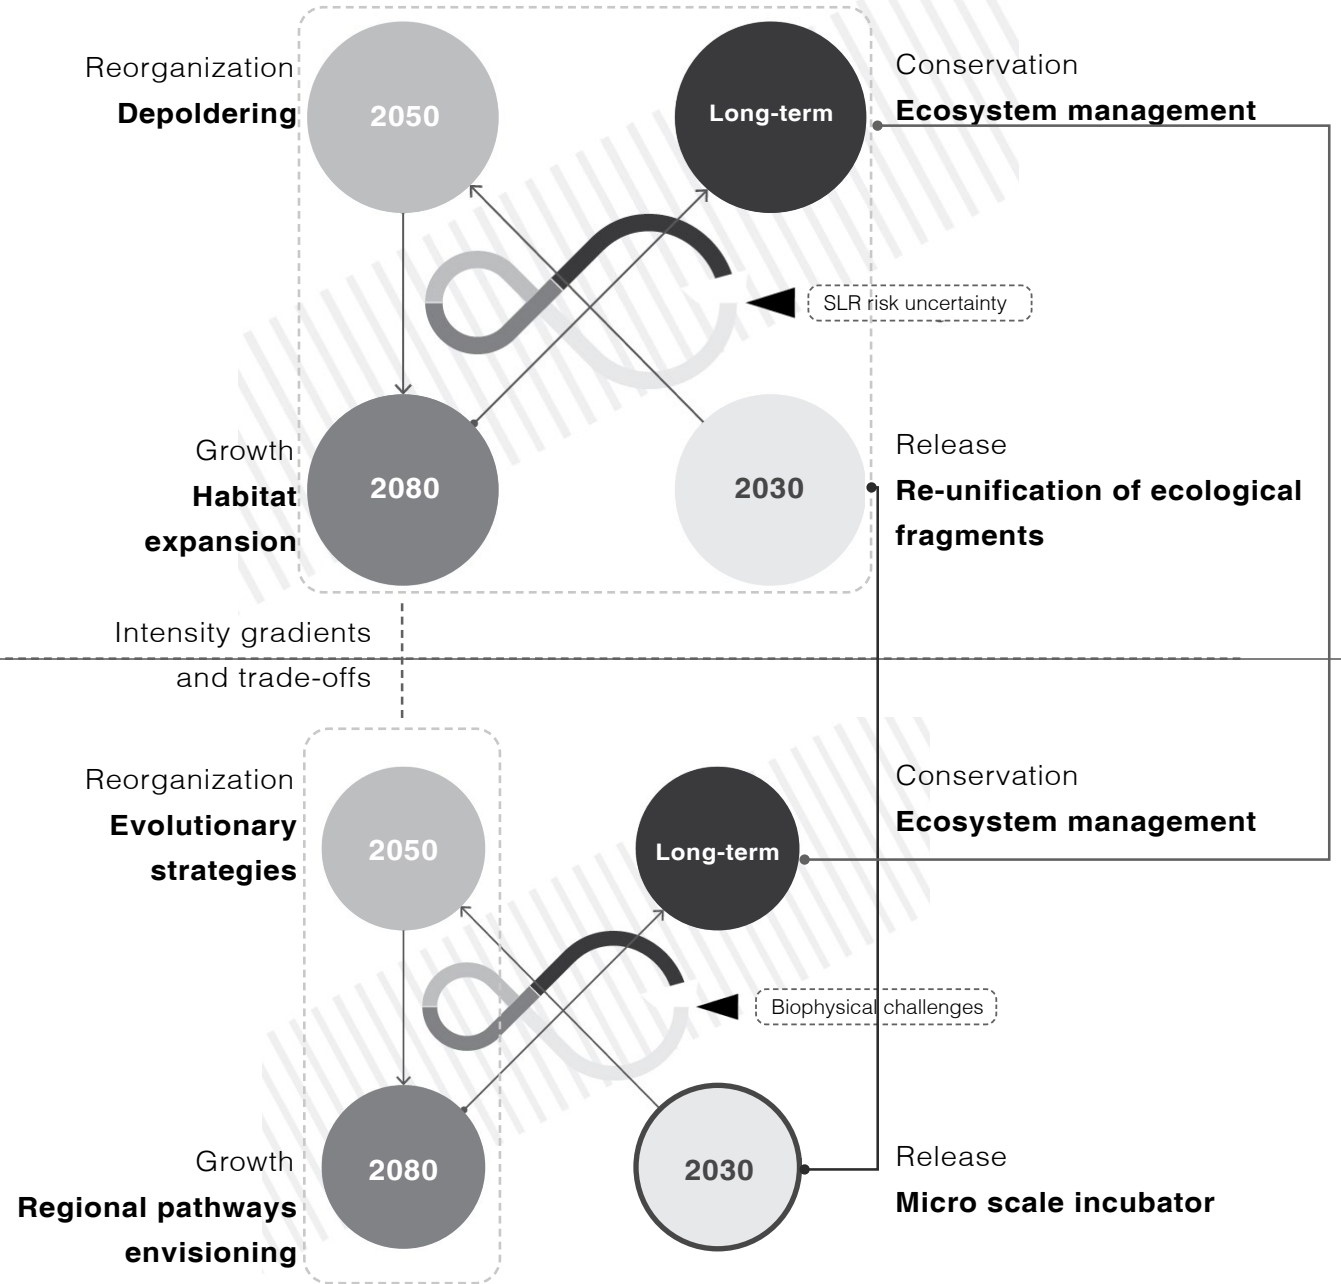 Reorganization
Depoldering
2050
Long-term
Conservation
Ecosystem management
SLR risk uncertainty
Growth
Habitat
expansion
2080
2030
Release
Re-unification of ecological
fragments
Intensity gradients
and trade-offs
Reorganization
Evolutionary
strategies
2050
Long-term
Conservation
Ecosystem management
Biophysical challenges
Growth
Regional pathways
envisioning
2080
2030
Release
Micro scale incubator